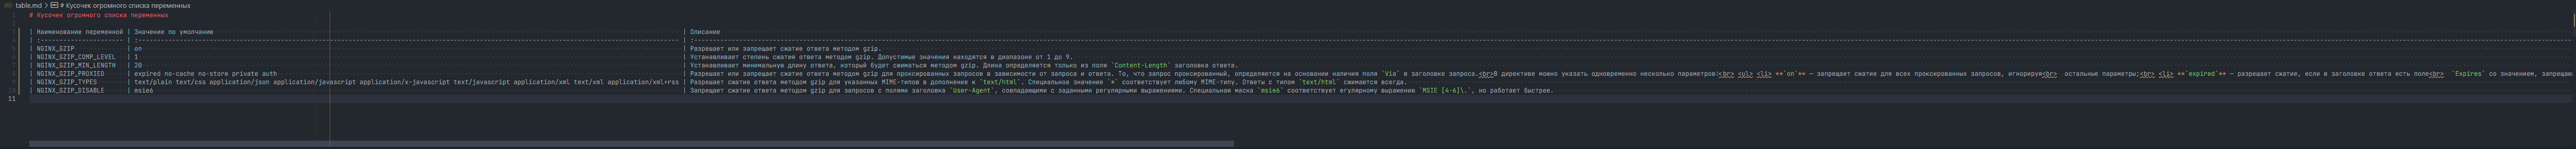 table.md > # Кусочек огромного списка переменных
1 # Кусочек огромного списка переменных
2
3 | Наименование переменной | Значение по умолчанию | Описание
4 | :---------------------- | :---------------------- | :----------------------
5 | NGINX_GZIP | on | Разрешает или запрещает сжатие ответа методом gzip.
6 | NGINX_GZIP_COMP_LEVEL | 1 | Устанавливает степень сжатия ответа методом gzip. Допустимые значения находятся в диапазоне от 1 до 9.
7 | NGINX_GZIP_MIN_LENGTH | 20 | Устанавливает минимальную длину ответа, который будет сжиматься методом gzip. Длина определяется только из поля `Content-Length` заголовка ответа.
8 | NGINX_GZIP_PROXIED | expired no-cache no-store private auth | Разрешает или запрещает сжатие ответа методом gzip для проксированных запросов в зависимости от запроса и ответа. То, что запрос проксированный, определяется на основании наличия поля `Via` в заголовке запроса.<br>В директиве можно указать одновременно несколько параметров:<br> <ul> <li> **`on`** — запрещает сжатие для всех проксированных запросов, игнорируя<br> остальные параметры;<br> <li> **`expired`** — разрешает сжатие, если в заголовке ответа есть поле<br> `Expires` со значением, запрещаю
9 | NGINX_GZIP_TYPES | text/plain text/css application/json application/javascript application/x-javascript text/javascript application/xml text/xml application/xml+rss | Разрешает сжатие ответа методом gzip для указанных MIME-типов в дополнение к `text/html`. Специальное значение `*` соответствует любому MIME-типу. Ответы с типом `text/html` сжимаются всегда.
10 | NGINX_GZIP_DISABLE | msie6 | Запрещает сжатие ответа методом gzip для запросов с полями заголовка `User-Agent`, совпадающими с заданными регулярными выражениями. Специальная маска `msie6` соответствует егулярному выражению `MSIE [4-6]\.`, но работает быстрее.
11